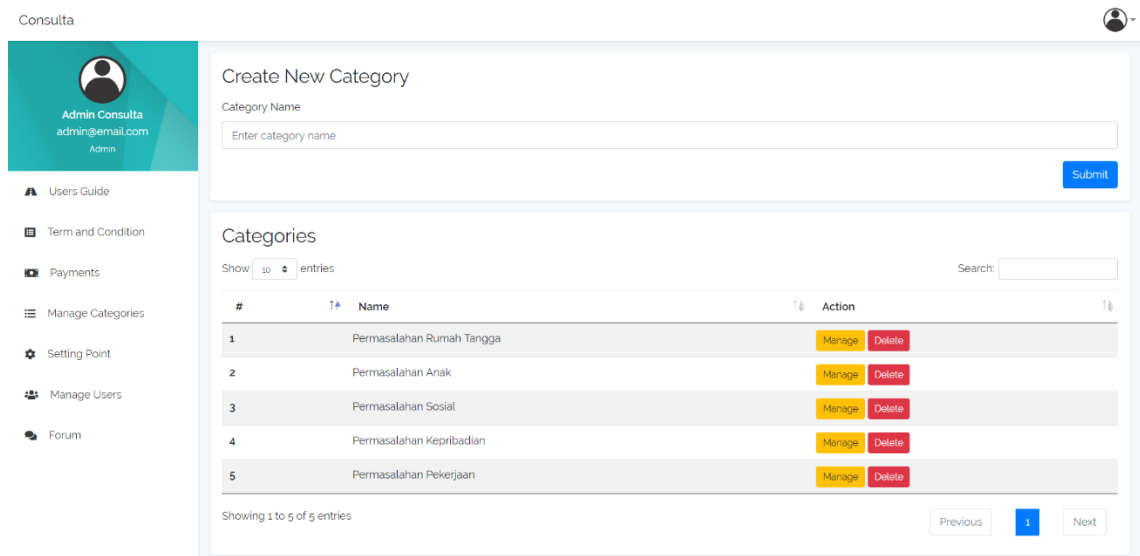 Consulta
Admin Consulta
admin@email.com
Admin
Users Guide
Term and Condition
Payments
Manage Categories
Setting Point
Manage Users
Forum
Create New Category
Category Name
Enter category name
Submit
Categories
Show 10 entries Search:
# Name Action
1 Permasalahan Rumah Tangga Manage Delete
2 Permasalahan Anak Manage Delete
3 Permasalahan Sosial Manage Delete
4 Permasalahan Kepribadian Manage Delete
5 Permasalahan Pekerjaan Manage Delete
Showing 1 to 5 of 5 entries Previous 1 Next